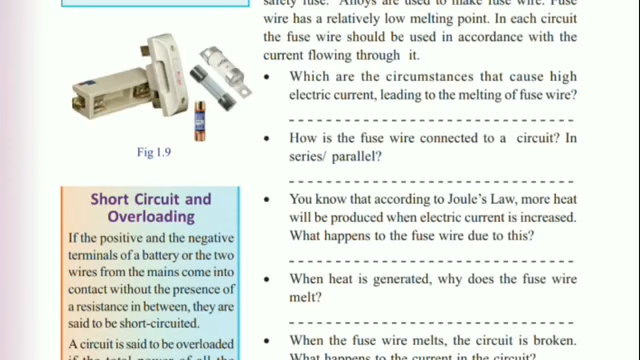 safety fuse. Alloys are used to make fuse wire. Fuse
wire has a relatively low melting point. In each circuit
the fuse wire should be used in accordance with the
current flowing through it.
• Which are the circumstances that cause high
electric current, leading to the melting of fuse wire?
• How is the fuse wire connected to a circuit? In
series/ parallel?
• You know that according to Joule's Law, more heat
will be produced when electric current is increased.
What happens to the fuse wire due to this?
• When heat is generated, why does the fuse wire
melt?
• When the fuse wire melts, the circuit is broken.
What happens to the current in the circuit?
Fig 1.9
Short Circuit and
Overloading
If the positive and the negative
terminals of a battery or the two
wires from the mains come into
contact without the presence of
a resistance in between, they are
said to be short-circuited.
A circuit is said to be overloaded
if the total power of all the